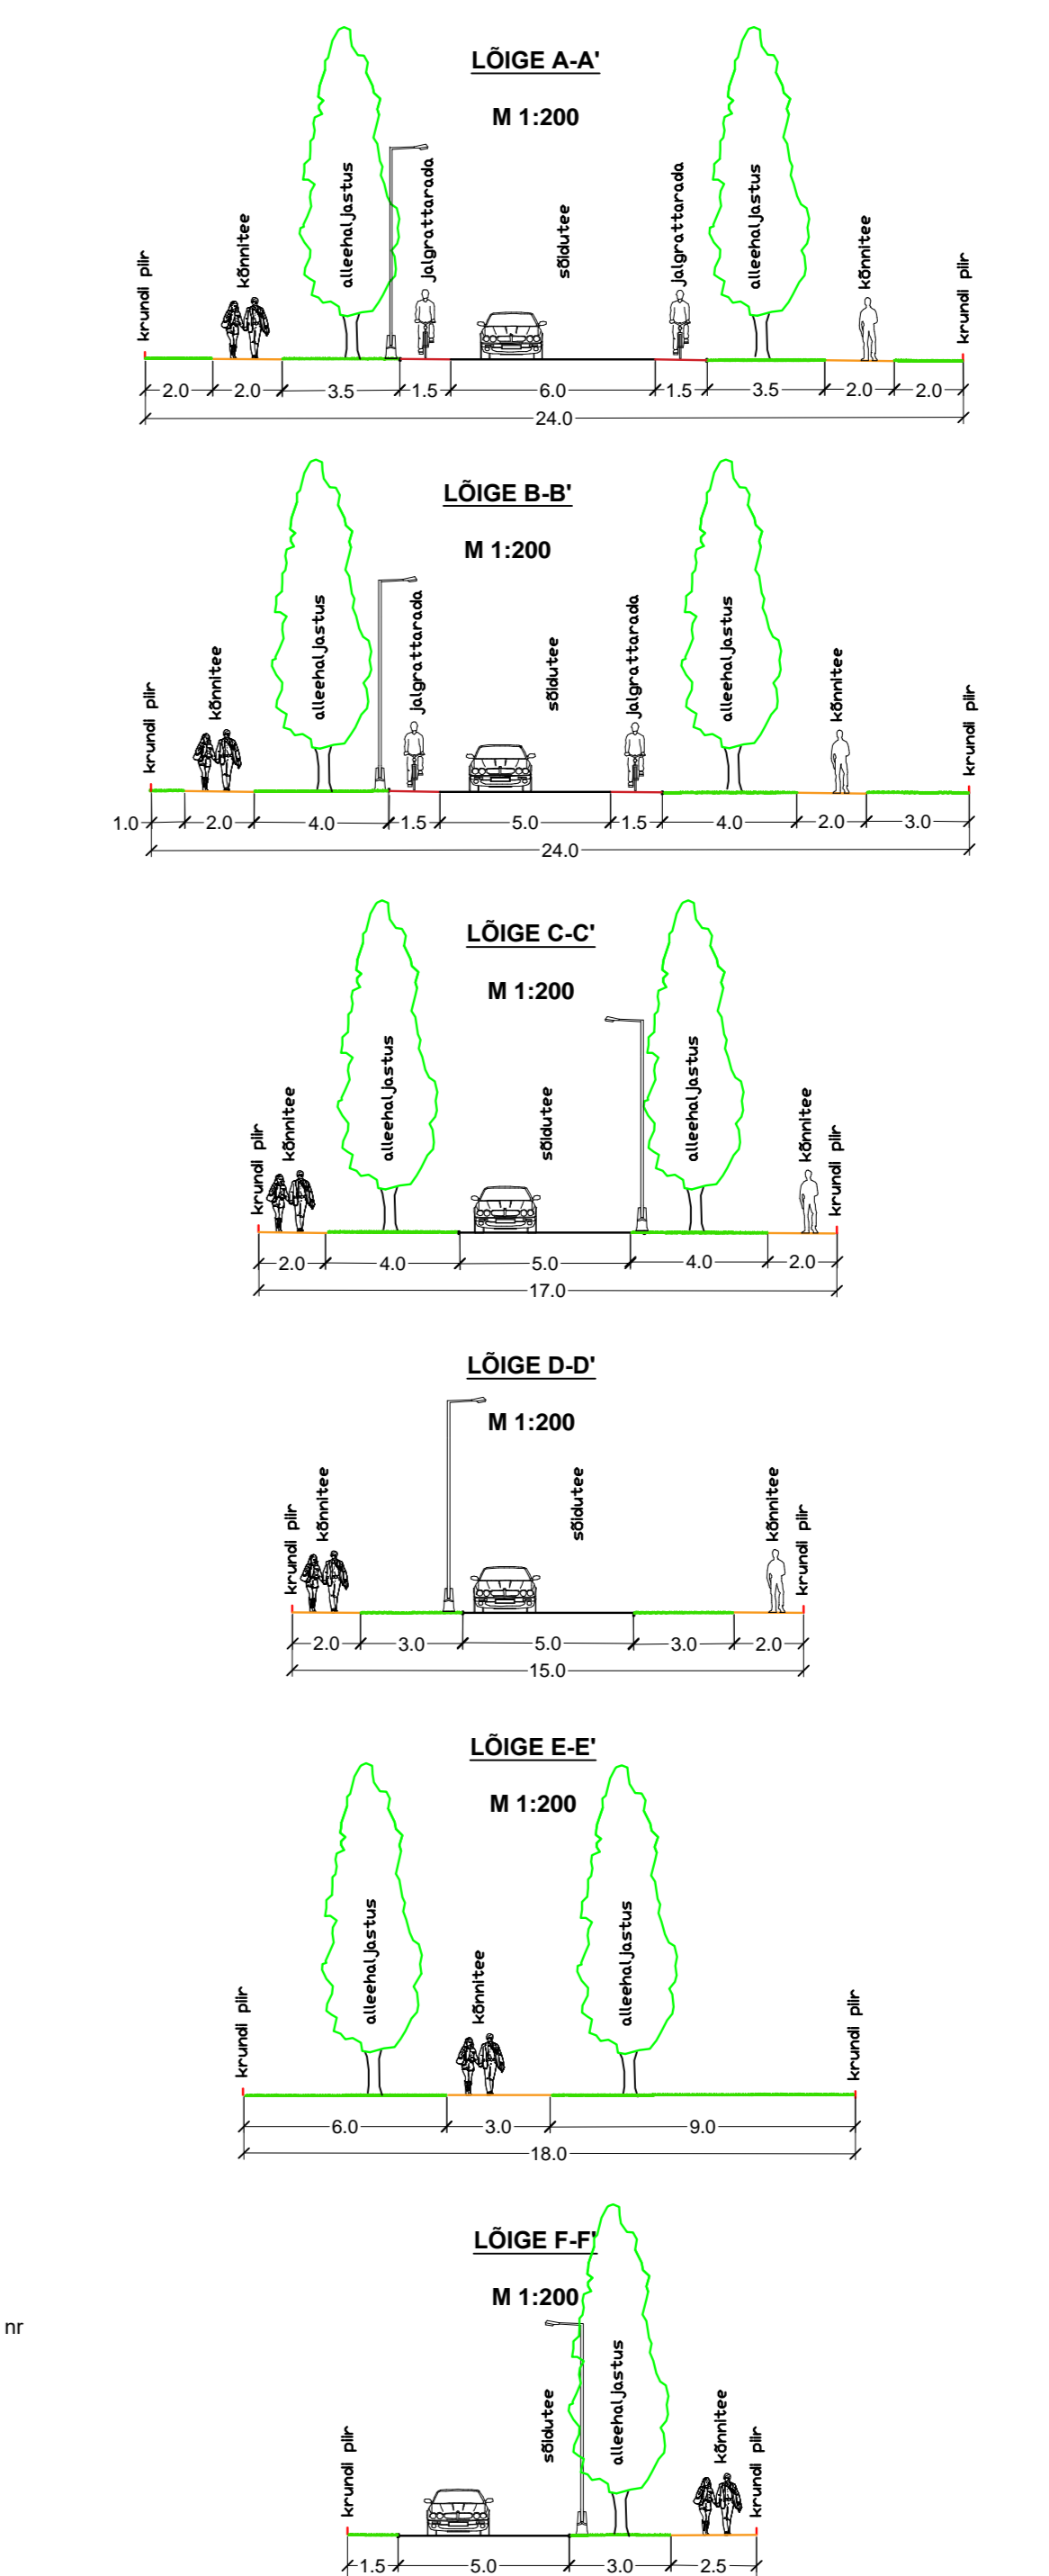 LÕIGE A-A'
M 1:200
krundi piir
kõnnitee
alleehaljastus
jalgrattarada
sõidutee
jalgrattarada
alleehaljastus
kõnnitee
krundi piir
2.0 2.0 3.5 1.5 6.0 1.5 3.5 2.0 2.0
24.0
LÕIGE B-B'
M 1:200
krundi piir
kõnnitee
alleehaljastus
jalgrattarada
sõidutee
jalgrattarada
alleehaljastus
kõnnitee
krundi piir
1.0 2.0 4.0 1.5 5.0 1.5 4.0 2.0 3.0
24.0
LÕIGE C-C'
M 1:200
krundi piir
kõnnitee
alleehaljastus
sõidutee
alleehaljastus
kõnnitee
krundi piir
2.0 4.0 5.0 4.0 2.0
17.0
LÕIGE D-D'
M 1:200
krundi piir
kõnnitee
sõidutee
kõnnitee
krundi piir
2.0 3.0 5.0 3.0 2.0
15.0
LÕIGE E-E'
M 1:200
krundi piir
alleehaljastus
kõnnitee
alleehaljastus
krundi piir
6.0 3.0 9.0
18.0
LÕIGE F-F'
M 1:200
nr
krundi piir
sõidutee
alleehaljastus
kõnnitee
krundi piir
1.5 5.0 3.0 2.5